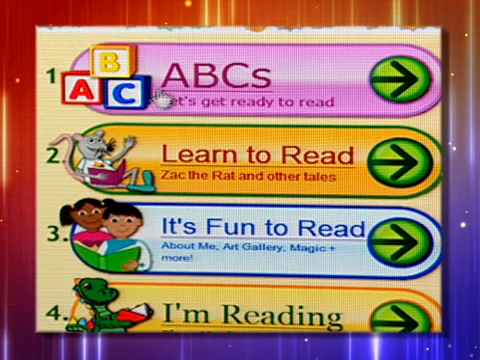 1.
B
A C
ABCs
Let's get ready to read
2
Learn to Read
Zac the Rat and other tales
3.
It's Fun to Read
About Me, Art Gallery, Magic +
more!
4.
I'm Reading